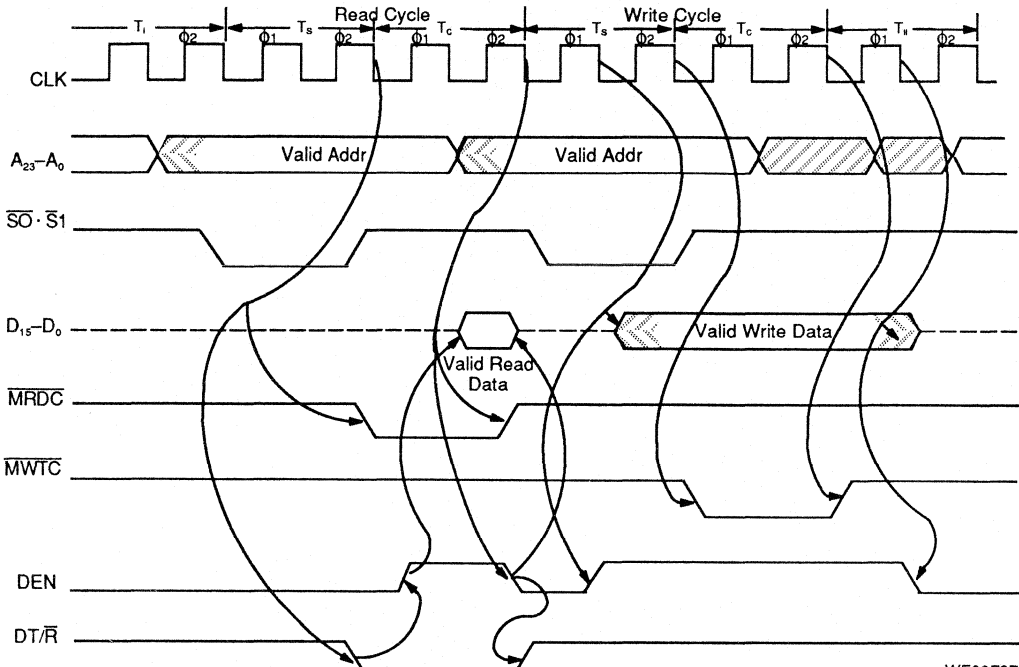 Read Cycle Write Cycle
Tᵢ Tₛ T꜀ Tₛ T꜀ Tᵢᵢ
Φ2 Φ1 Φ2 Φ1 Φ2 Φ1 Φ2 Φ1 Φ2 Φ1 Φ2
CLK
A₂₃–A₀ Valid Addr Valid Addr
S̅O̅ · S̅1
D₁₅–D₀ Valid Write Data
Valid Read
Data
M̅R̅D̅C̅
M̅W̅T̅C̅
DEN
DT/R̅